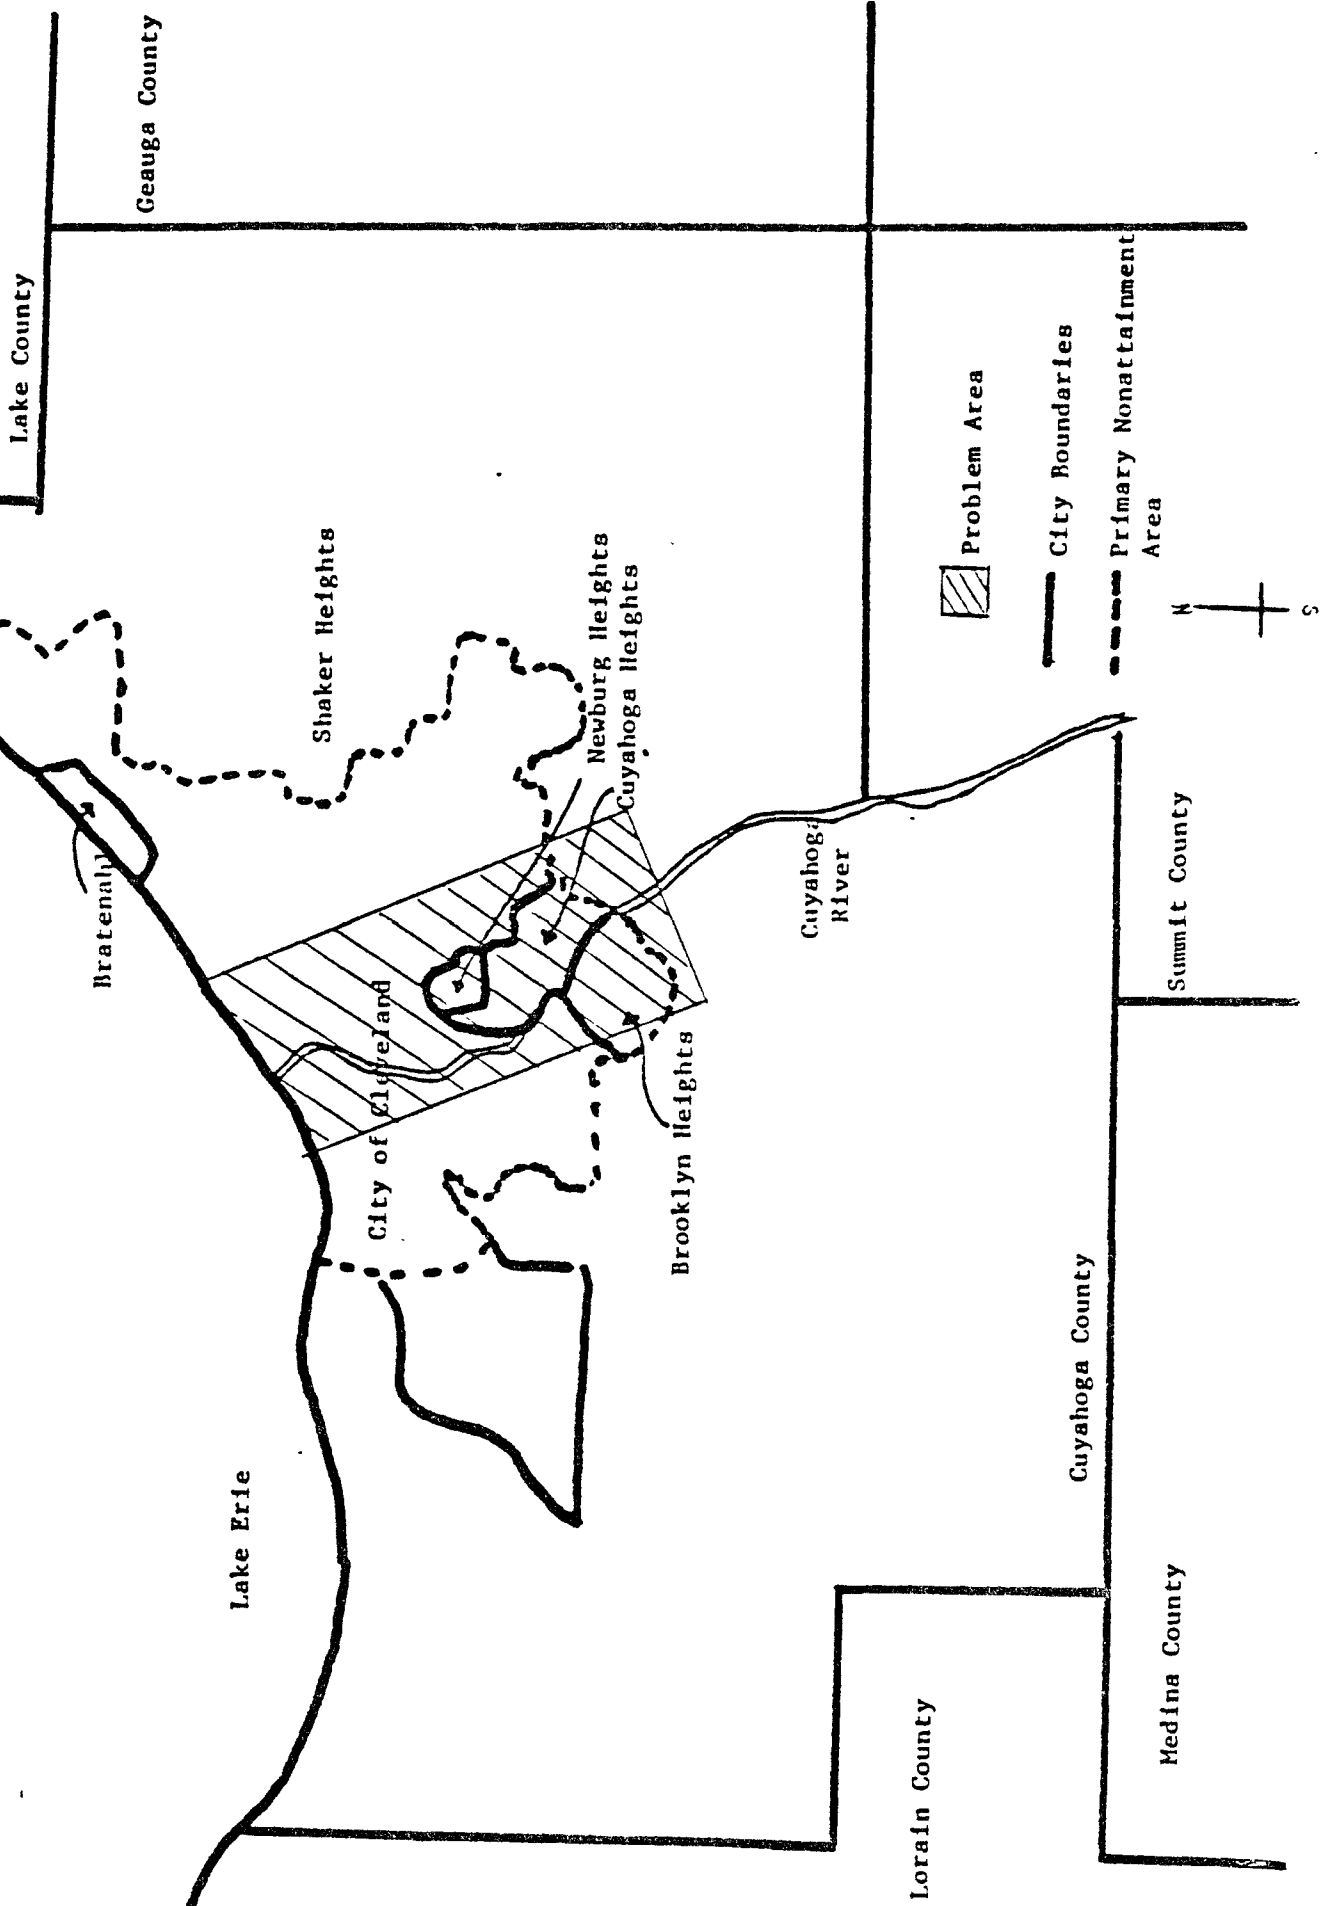 Lake County
Geauga County
Bratenahl
Lake Erie
Shaker Heights
City of Cleveland
Newburg Heights
Cuyahoga Heights
Brooklyn Heights
Cuyahoga
River
Lorain County
Problem Area
City Boundaries
Primary Nonattainment
Area
Cuyahoga County
Medina County
Summit County
N
S